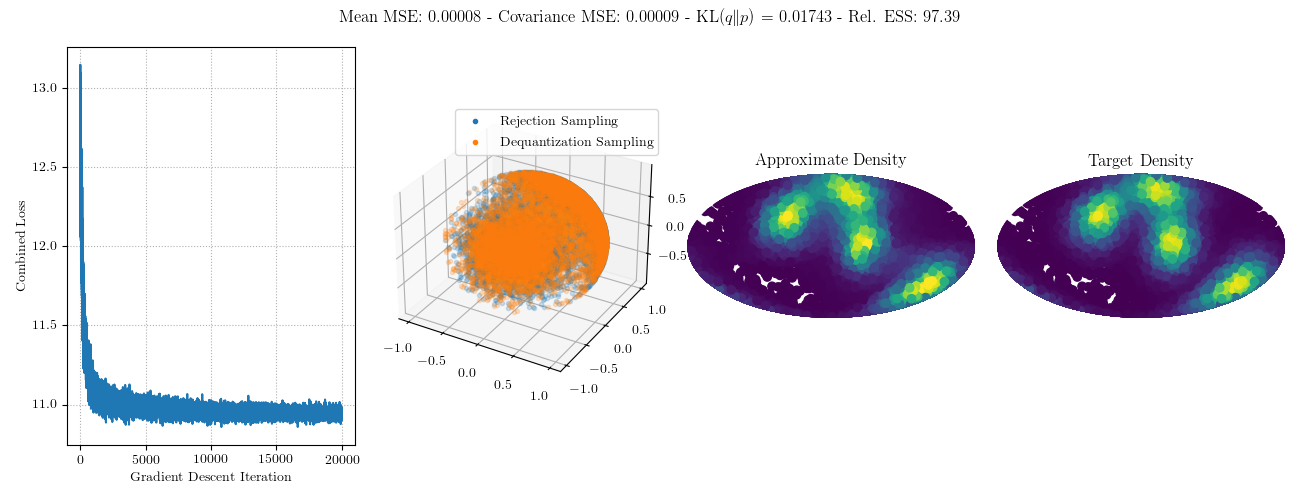 Mean MSE: 0.00008 - Covariance MSE: 0.00009 - KL(q‖p) = 0.01743 - Rel. ESS: 97.39
Combined Loss
13.0
12.5
12.0
11.5
11.0
0 5000 10000 15000 20000
Gradient Descent Iteration
Rejection Sampling
Dequantization Sampling
0.5
0.0
−0.5
−1.0 −0.5 0.0 0.5 1.0
−1.0 −0.5 0.0 0.5 1.0
Approximate Density
Target Density